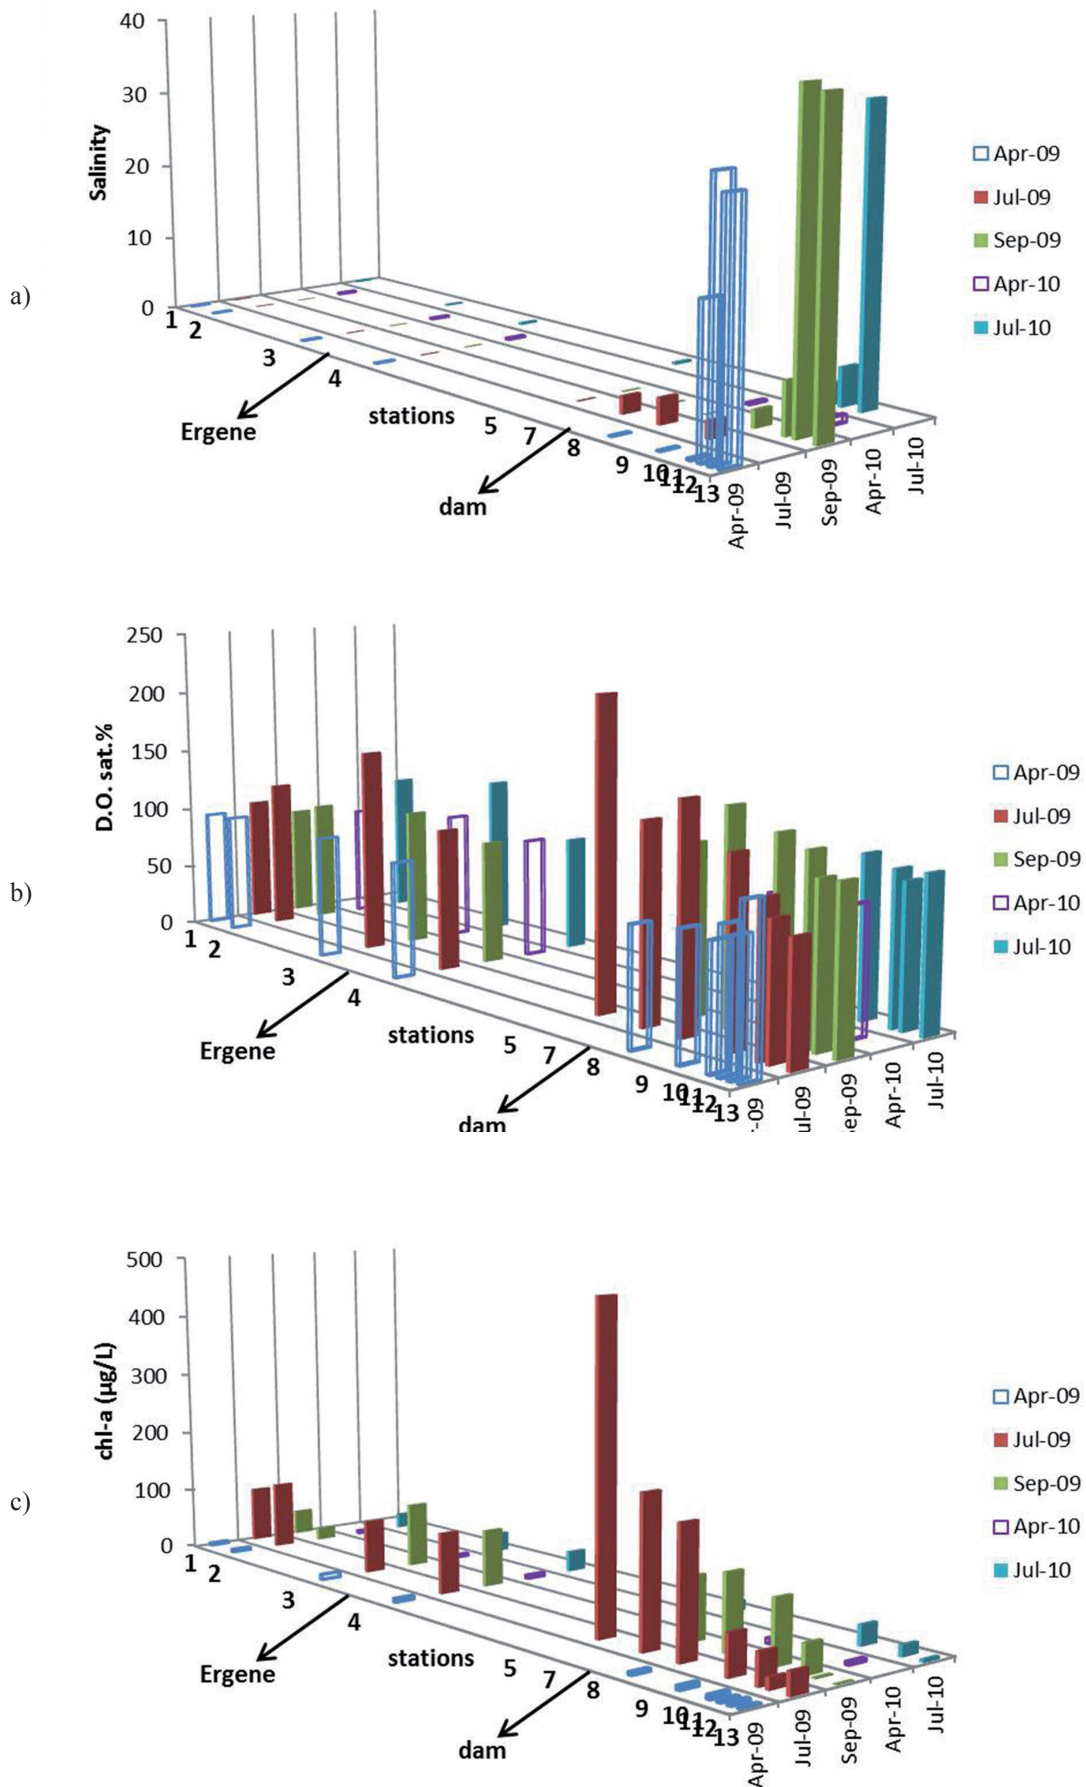 a)
Salinity
40
30
20
10
0
1
2
3
4
5
7
8
9
10
11
12
13
Ergene
stations
dam
Apr-09
Jul-09
Sep-09
Apr-10
Jul-10
Apr-09
Jul-09
Sep-09
Apr-10
Jul-10
b)
D.O. sat.%
250
200
150
100
50
0
1
2
3
4
5
7
8
9
10
11
12
13
Ergene
stations
dam
r-09
ul-09
ep-09
Apr-10
Jul-10
Apr-09
Jul-09
Sep-09
Apr-10
Jul-10
c)
chl-a (µg/L)
500
400
300
200
100
0
1
2
3
4
5
7
8
9
10
11
12
13
Ergene
stations
dam
Apr-09
Jul-09
Sep-09
Apr-10
Jul-10
Apr-09
Jul-09
Sep-09
Apr-10
Jul-10